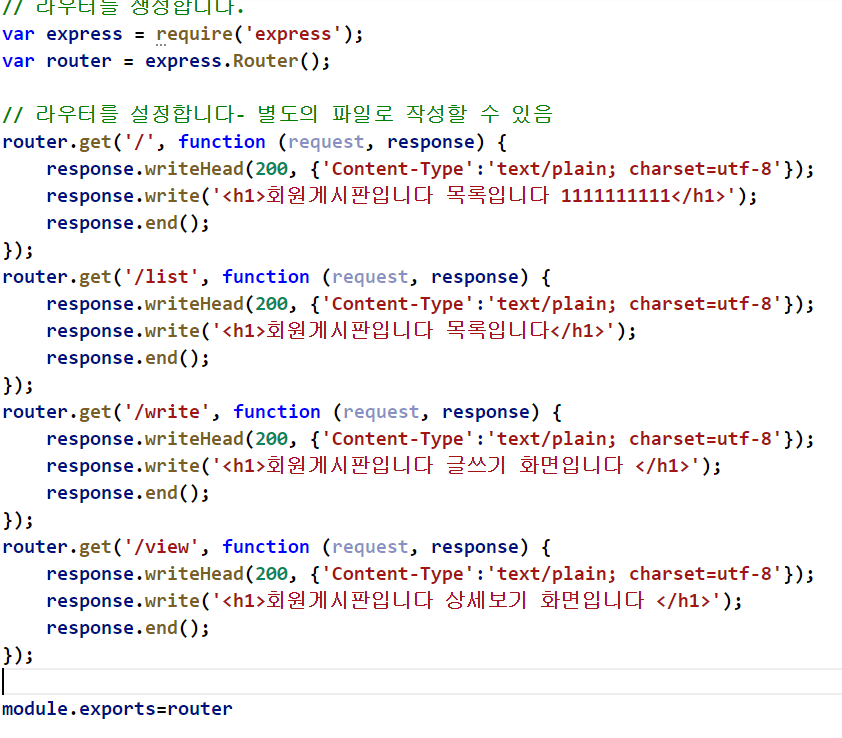 // 라우터를 생성합니다.
var express = require('express');
var router = express.Router();
// 라우터를 설정합니다- 별도의 파일로 작성할 수 있음
router.get('/', function (request, response) {
    response.writeHead(200, {'Content-Type':'text/plain; charset=utf-8'});
    response.write('<h1>회원게시판입니다 목록입니다 1111111111</h1>');
    response.end();
});
router.get('/list', function (request, response) {
    response.writeHead(200, {'Content-Type':'text/plain; charset=utf-8'});
    response.write('<h1>회원게시판입니다 목록입니다</h1>');
    response.end();
});
router.get('/write', function (request, response) {
    response.writeHead(200, {'Content-Type':'text/plain; charset=utf-8'});
    response.write('<h1>회원게시판입니다 글쓰기 화면입니다 </h1>');
    response.end();
});
router.get('/view', function (request, response) {
    response.writeHead(200, {'Content-Type':'text/plain; charset=utf-8'});
    response.write('<h1>회원게시판입니다 상세보기 화면입니다 </h1>');
    response.end();
});
module.exports=router